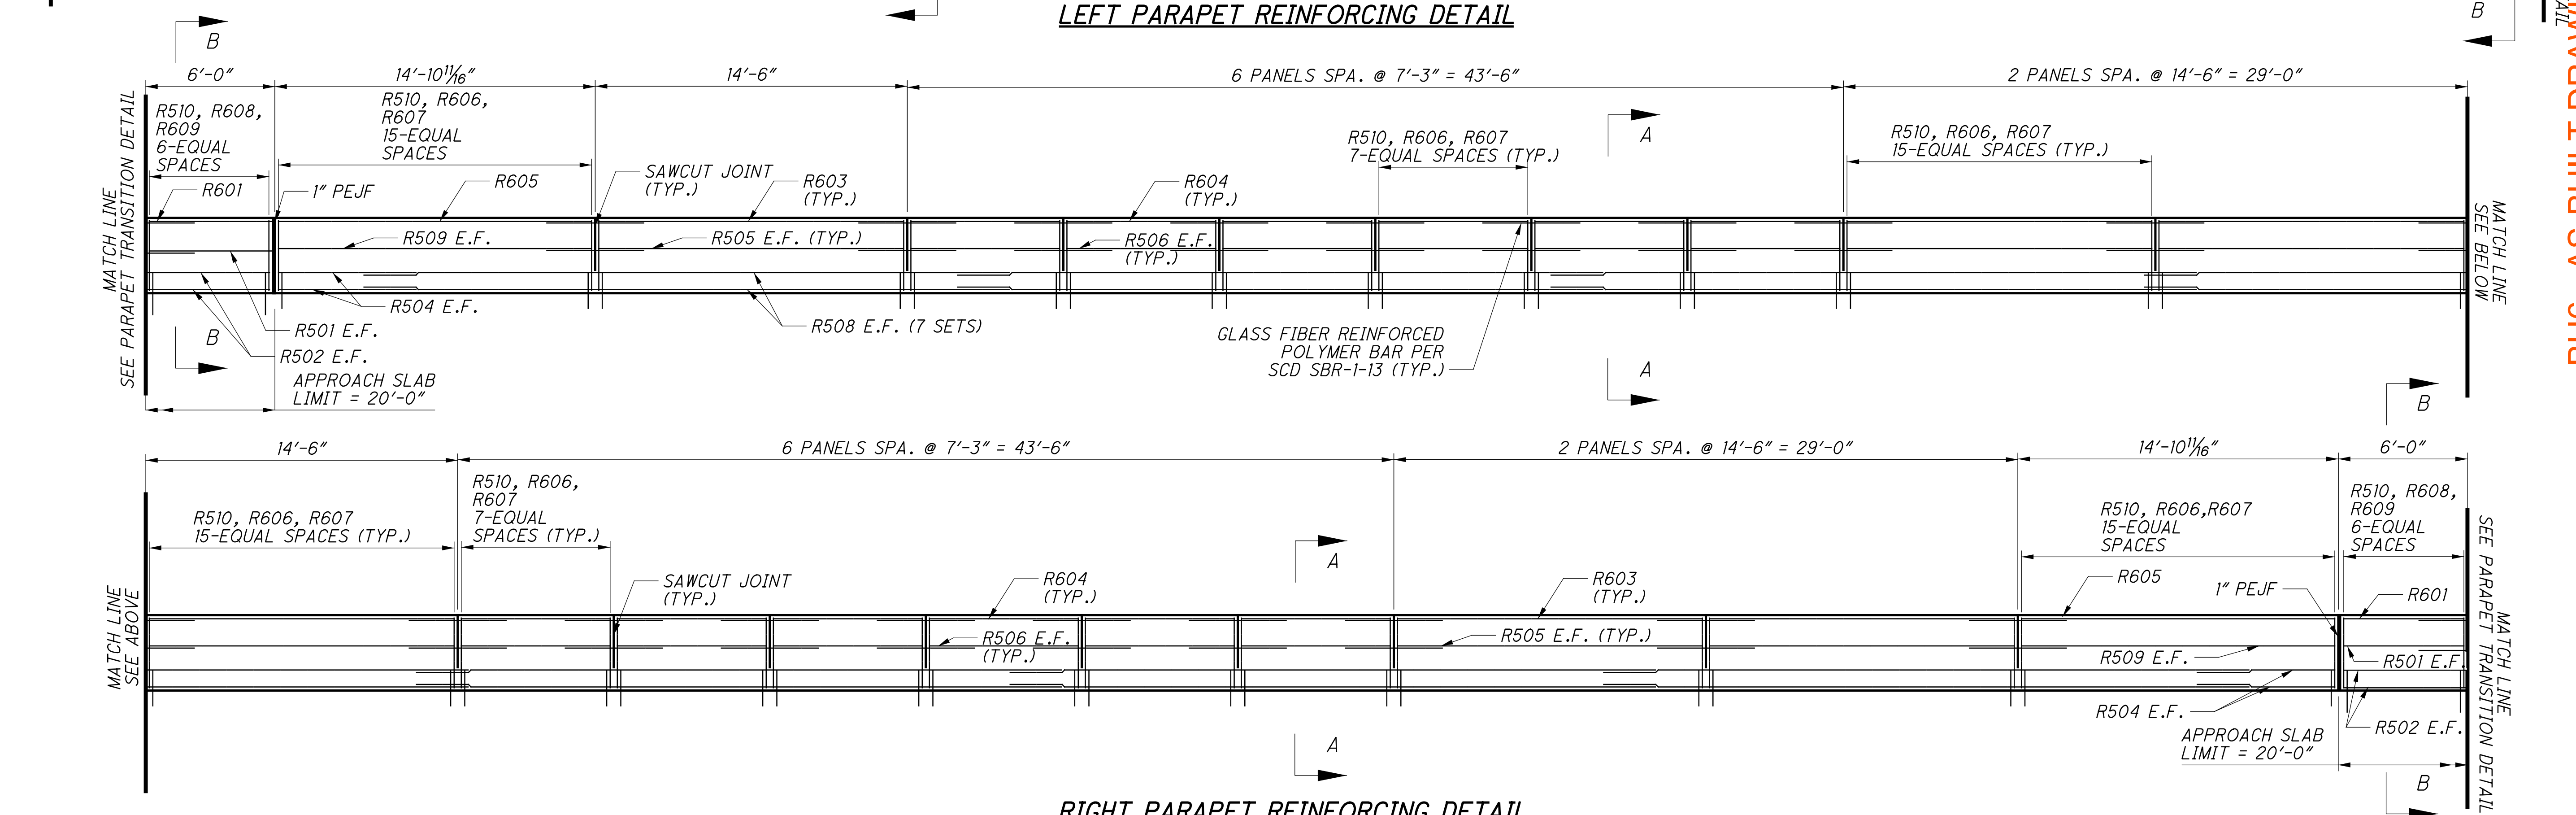 LEFT PARAPET REINFORCING DETAIL
B
B
6'-0"
14'-10 11/16"
14'-6"
6 PANELS SPA. @ 7'-3" = 43'-6"
2 PANELS SPA. @ 14'-6" = 29'-0"
MATCH LINE
SEE PARAPET TRANSITION DETAIL
R510, R608,
R609
6-EQUAL
SPACES
R510, R606,
R607
15-EQUAL
SPACES
R601
1" PEJF
R605
SAWCUT JOINT
(TYP.)
R603
(TYP.)
R604
(TYP.)
R510, R606, R607
7-EQUAL SPACES (TYP.)
A
R510, R606, R607
15-EQUAL SPACES (TYP.)
R509 E.F.
R505 E.F. (TYP.)
R506 E.F.
(TYP.)
MATCH LINE
SEE BELOW
R504 E.F.
R501 E.F.
R502 E.F.
R508 E.F. (7 SETS)
GLASS FIBER REINFORCED
POLYMER BAR PER
SCD SBR-1-13 (TYP.)
B
A
APPROACH SLAB
LIMIT = 20'-0"
B
14'-6"
6 PANELS SPA. @ 7'-3" = 43'-6"
2 PANELS SPA. @ 14'-6" = 29'-0"
14'-10 11/16"
6'-0"
MATCH LINE
SEE ABOVE
R510, R606, R607
15-EQUAL SPACES (TYP.)
R510, R606,
R607
7-EQUAL
SPACES (TYP.)
SAWCUT JOINT
(TYP.)
A
R604
(TYP.)
R603
(TYP.)
R510, R606,R607
15-EQUAL
SPACES
R510, R608,
R609
6-EQUAL
SPACES
R605
1" PEJF
R601
R506 E.F.
(TYP.)
R505 E.F. (TYP.)
R509 E.F.
R501 E.F.
R504 E.F.
R502 E.F.
MATCH LINE
SEE PARAPET TRANSITION DETAIL
APPROACH SLAB
LIMIT = 20'-0"
A
B
RIGHT PARAPET REINFORCING DETAIL